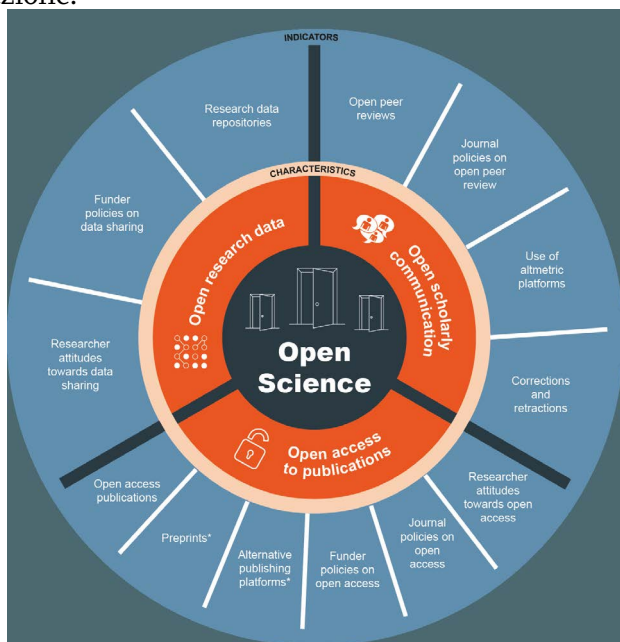 zione.
INDICATORS
Research data
repositories
Open peer
reviews
Journal
policies on
open peer
review
Funder
policies on
data sharing
CHARACTERISTICS
Open research data
Open scholarly
communication
Use of
altmetric
platforms
Researcher
attitudes
towards data
sharing
Open
Science
Corrections
and
retractions
Open access
to publications
Open access
publications
Preprints*
Alternative
publishing
platforms*
Funder
policies on
open access
Journal
policies on
open
access
Researcher
attitudes
towards open
access